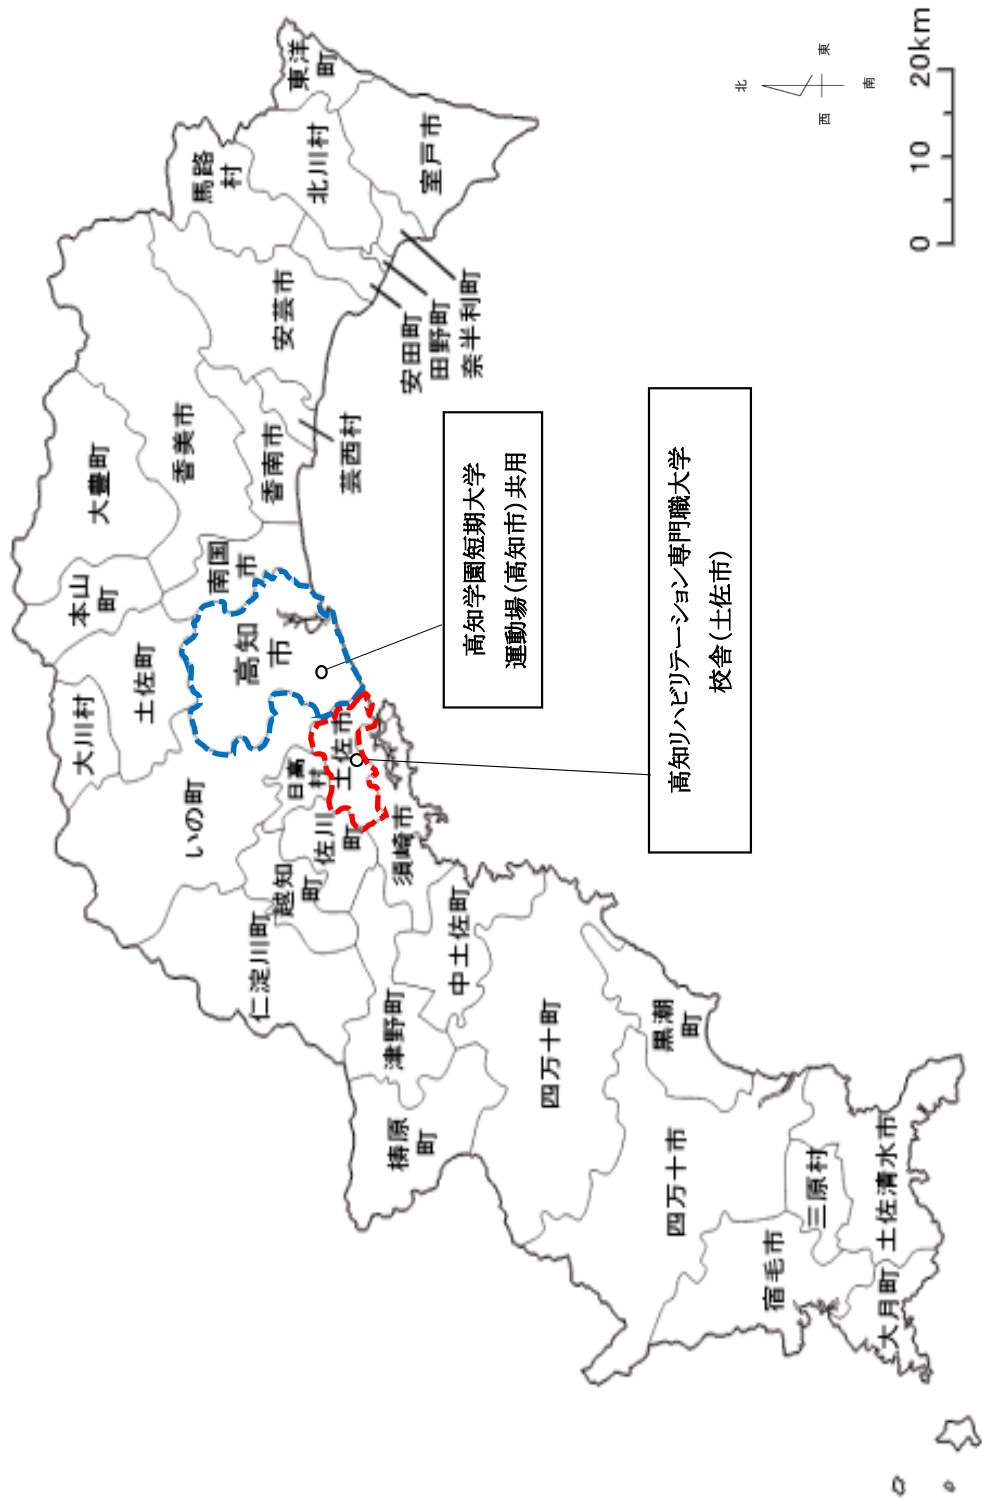 東洋
町
北川村
室戸市
馬路
村
安芸市
安田町
田野町
奈半利町
香美市
香南市
芸西村
大豊町
本山
町
南国
市
高知
市
土佐町
大川村
いの町
日高
村
土佐市
佐川
町
越知
町
仁淀川町
須崎市
中土佐町
津野町
梼原
町
四万十町
黒潮
町
四万十市
三原村
宿毛市
土佐清水市
大月町
高知学園短期大学
運動場(高知市)共用
高知リハビリテーション専門職大学
校舎(土佐市)
北
東
西
南
0 10 20km